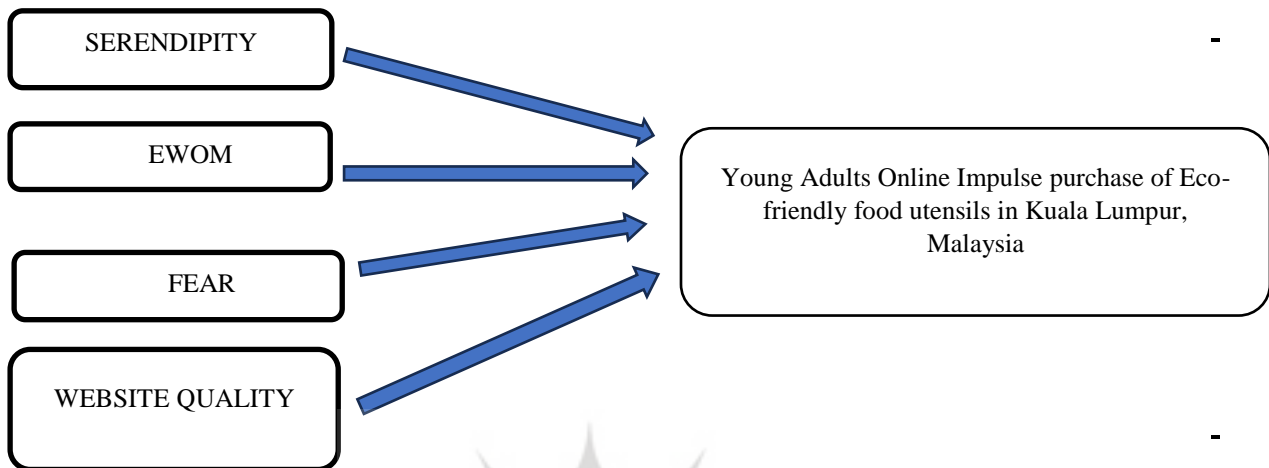 SERENDIPITY
EWOM
FEAR
WEBSITE QUALITY
Young Adults Online Impulse purchase of Eco-
friendly food utensils in Kuala Lumpur,
Malaysia
-
-